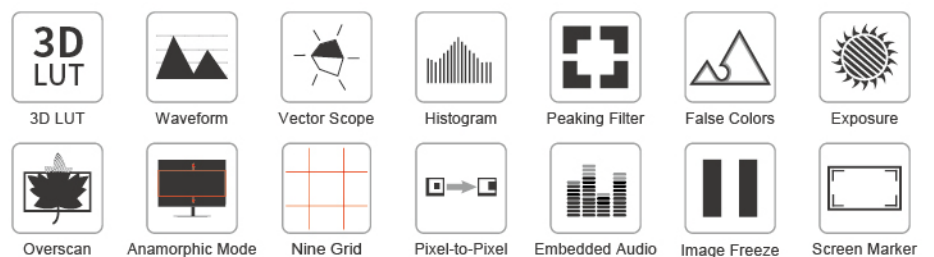 3D
LUT
3D LUT
Waveform
Vector Scope
Histogram
Peaking Filter
False Colors
Exposure
Overscan
Anamorphic Mode
Nine Grid
Pixel-to-Pixel
Embedded Audio
Image Freeze
Screen Marker